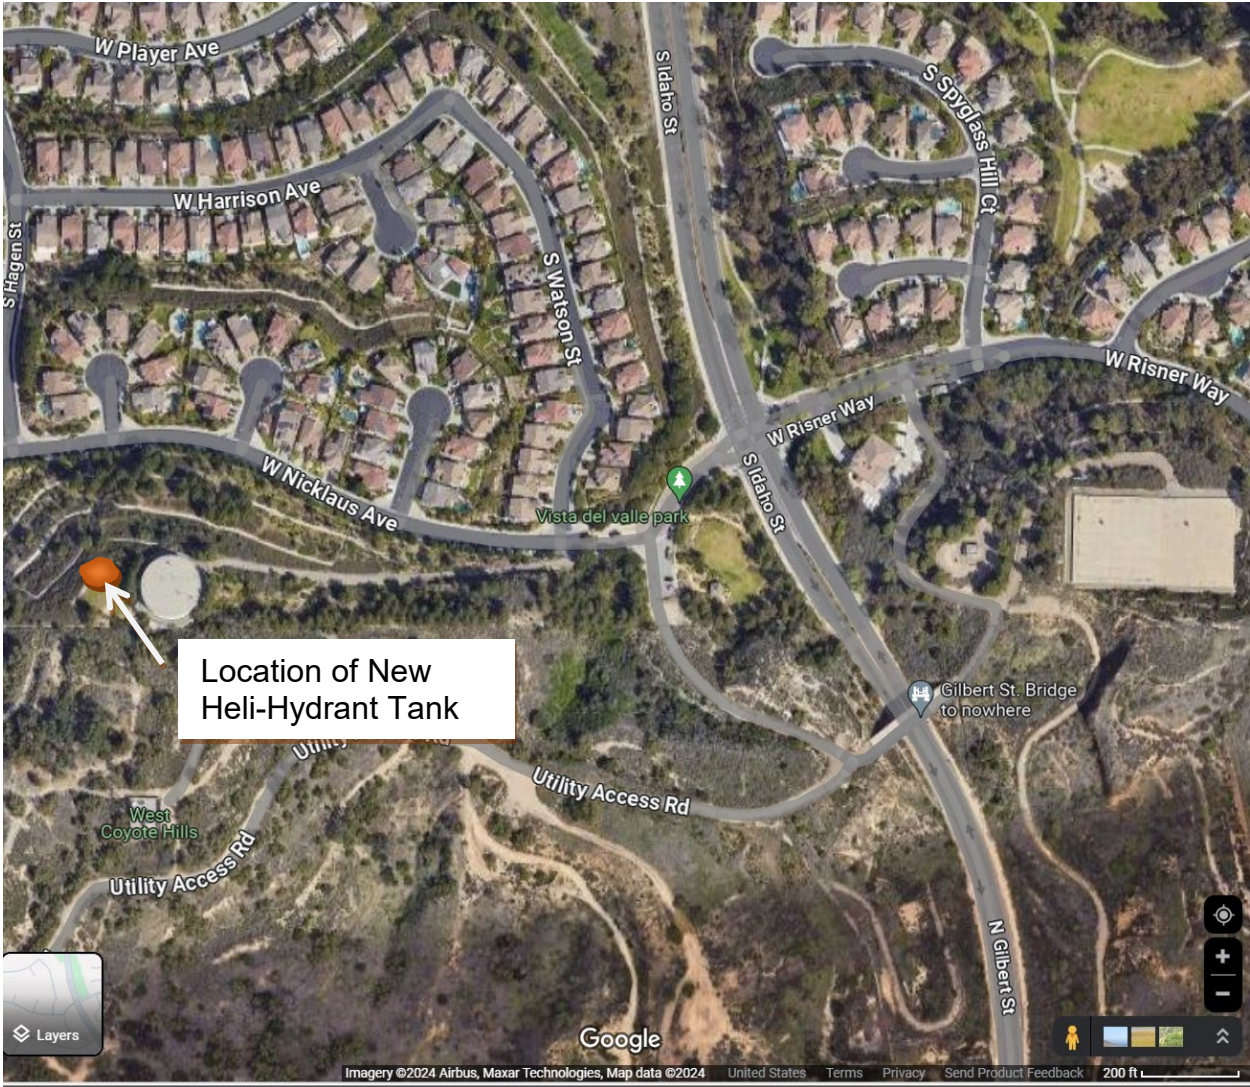 W Player Ave
S Idaho St
S Spyglass Hill Ct
W Harrison Ave
S Hagen St
S Watson St
W Risner Way
W Risner Way
W Nicklaus Ave
S Idaho St
Vista del valle park
Location of New
Heli-Hydrant Tank
Gilbert St. Bridge
to nowhere
Utility
Rd
Utility Access Rd
West
Coyote Hills
Utility Access Rd
N Gilbert St
Layers
Google
Imagery ©2024 Airbus, Maxar Technologies, Map data ©2024 United States Terms Privacy Send Product Feedback 200 ft